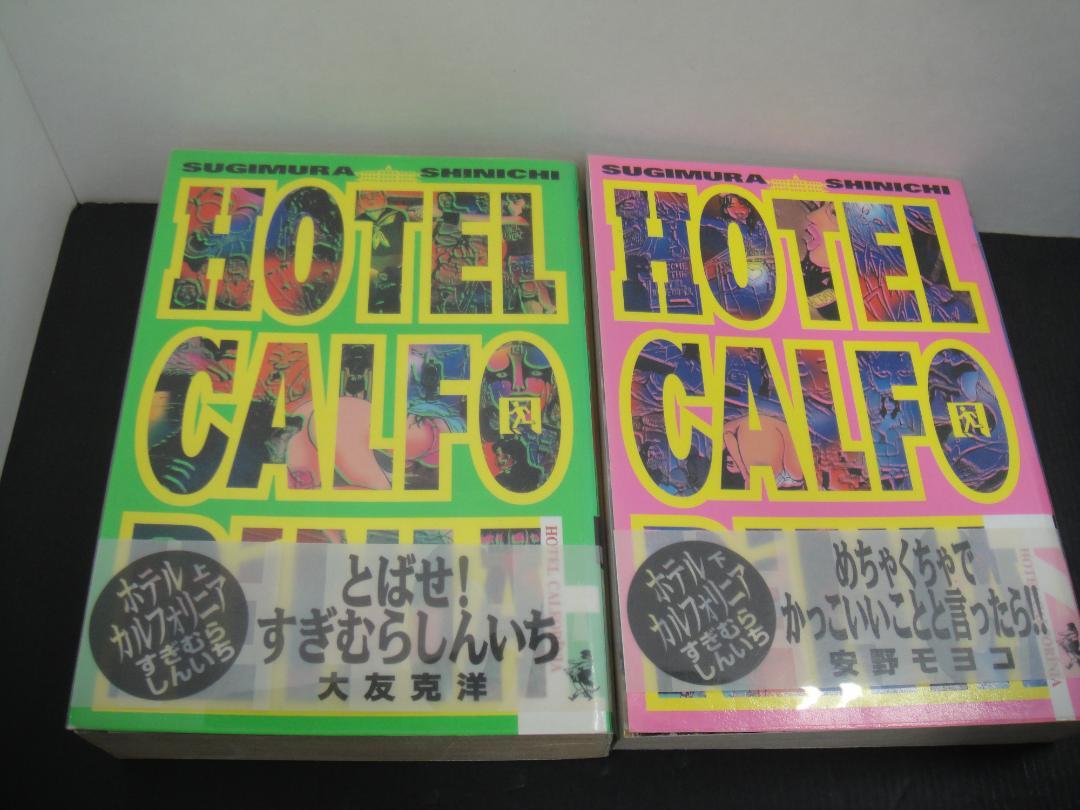 SUGIMURA SHINICHI
HOTEL
CALFO
ホテル上
カルフォリニア
すぎむら
しんいち
とばせ!
すぎむらしんいち
大友克洋
SUGIMURA SHINICHI
HOTEL
CALFO
ホテル下
カルフォリニア
すぎむら
しんいち
めちゃくちゃで
かっこいいことと言ったら!!
安野モヨコ